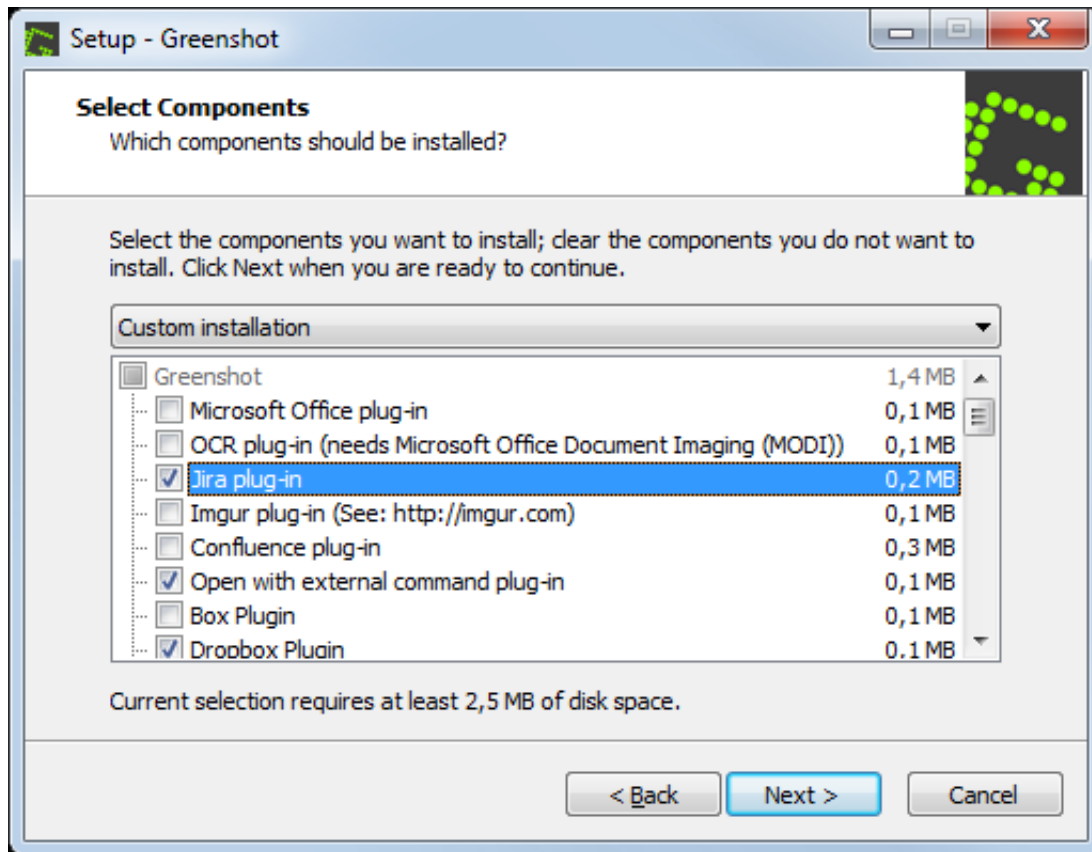 Setup - Greenshot
Select Components
Which components should be installed?
Select the components you want to install; clear the components you do not want to
install. Click Next when you are ready to continue.
Custom installation
Greenshot 1,4 MB
Microsoft Office plug-in 0,1 MB
OCR plug-in (needs Microsoft Office Document Imaging (MODI)) 0,1 MB
Jira plug-in 0,2 MB
Imgur plug-in (See: http://imgur.com) 0,1 MB
Confluence plug-in 0,3 MB
Open with external command plug-in 0,1 MB
Box Plugin 0,1 MB
Dropbox Plugin 0,1 MB
Current selection requires at least 2,5 MB of disk space.
< Back Next > Cancel